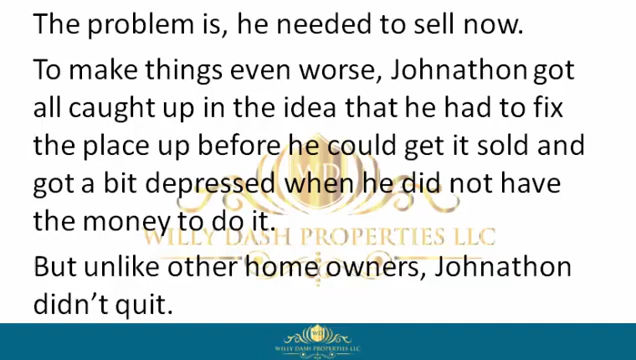 The problem is, he needed to sell now.
To make things even worse, Johnathon got
all caught up in the idea that he had to fix
the place up before he could get it sold and
got a bit depressed when he did not have
the money to do it.
WILLY DASH PROPERTIES LLC
But unlike other home owners, Johnathon
didn't quit.
WILLY DASH PROPERTIES LLC